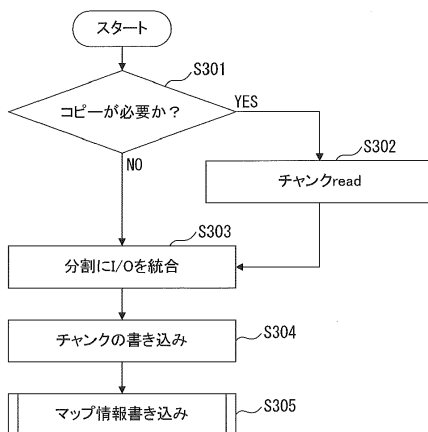 スタート
S301
コピーが必要か？
YES
NO
S302
チャンクread
S303
分割にI/Oを統合
S304
チャンクの書き込み
S305
マップ情報書き込み